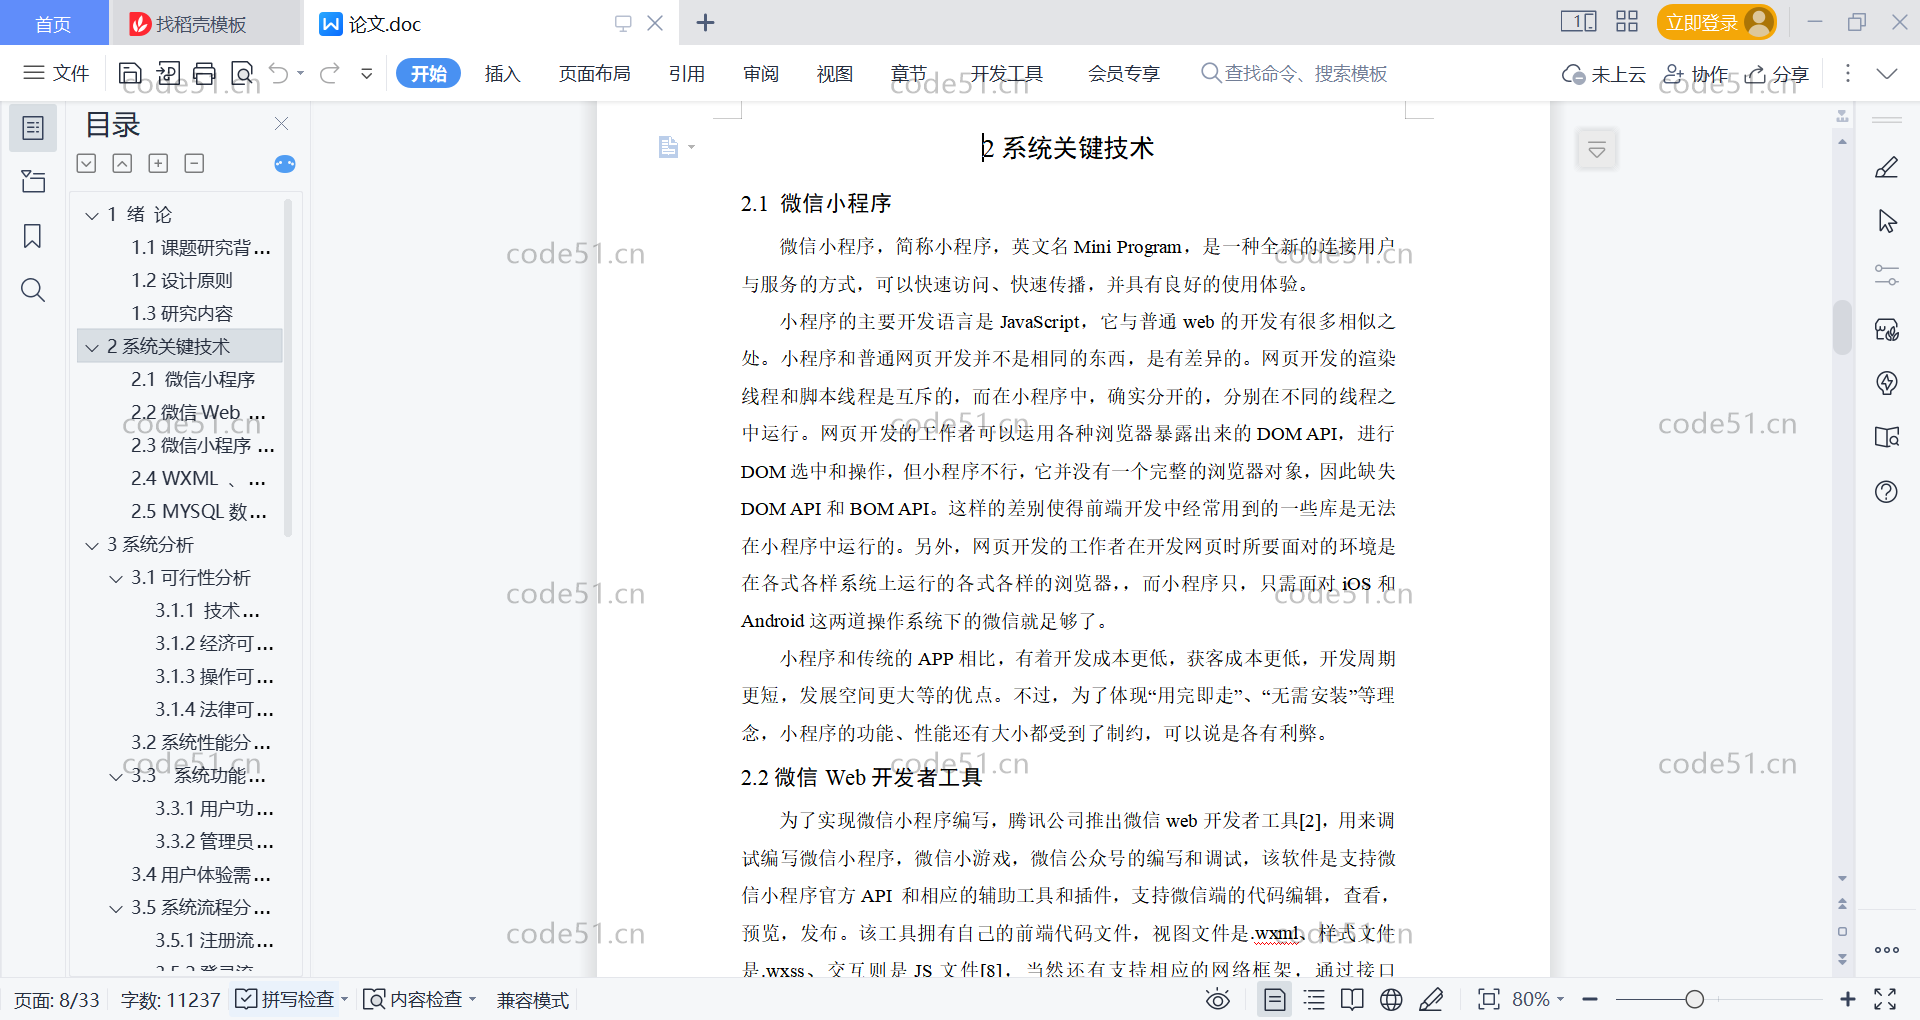 首页 找稻壳模板 论文.doc 立即登录
文件 开始 插入 页面布局 引用 审阅 视图 章节 开发工具 会员专享 查找命令、搜索模板 未上云 协作 分享
code51.cn code51.cn code51.cn
目录
1 绪 论
1.1 课题研究背...
1.2 设计原则
1.3 研究内容
2 系统关键技术
2.1 微信小程序
2.2 微信 Web ...
2.3 微信小程序 ...
2.4 WXML 、...
2.5 MYSQL 数...
3 系统分析
3.1 可行性分析
3.1.1 技术...
3.1.2 经济可...
3.1.3 操作可...
3.1.4 法律可...
3.2 系统性能分...
3.3 系统功能...
3.3.1 用户功...
3.3.2 管理员...
3.4 用户体验需...
3.5 系统流程分...
3.5.1 注册流...
3.5.2 登录流
2 系统关键技术
2.1 微信小程序
微信小程序，简称小程序，英文名 Mini Program，是一种全新的连接用户
code51.cn code51.cn
与服务的方式，可以快速访问、快速传播，并具有良好的使用体验。
小程序的主要开发语言是 JavaScript，它与普通 web 的开发有很多相似之
处。小程序和普通网页开发并不是相同的东西，是有差异的。网页开发的渲染
线程和脚本线程是互斥的，而在小程序中，确实分开的，分别在不同的线程之
code51.cn code51.cn code51.cn
中运行。网页开发的工作者可以运用各种浏览器暴露出来的 DOM API，进行
DOM 选中和操作，但小程序不行，它并没有一个完整的浏览器对象，因此缺失
DOM API 和 BOM API。这样的差别使得前端开发中经常用到的一些库是无法
在小程序中运行的。另外，网页开发的工作者在开发网页时所要面对的环境是
在各式各样系统上运行的各式各样的浏览器，，而小程序只，只需面对 iOS 和
code51.cn code51.cn
Android 这两道操作系统下的微信就足够了。
小程序和传统的 APP 相比，有着开发成本更低，获客成本更低，开发周期
更短，发展空间更大等的优点。不过，为了体现“用完即走”、“无需安装”等理
念，小程序的功能、性能还有大小都受到了制约，可以说是各有利弊。
code51.cn code51.cn code51.cn
2.2 微信 Web 开发者工具
为了实现微信小程序编写，腾讯公司推出微信 web 开发者工具[2]，用来调
试编写微信小程序，微信小游戏，微信公众号的编写和调试，该软件是支持微
信小程序官方 API 和相应的辅助工具和插件，支持微信端的代码编辑，查看，
预览，发布。该工具拥有自己的前端代码文件，视图文件是.wxml、样式文件
code51.cn code51.cn
是.wxss、交互则是 JS 文件[8]，当然还有支持相应的网络框架，通过接口
页面: 8/33 字数: 11237 拼写检查 内容检查 兼容模式 80%